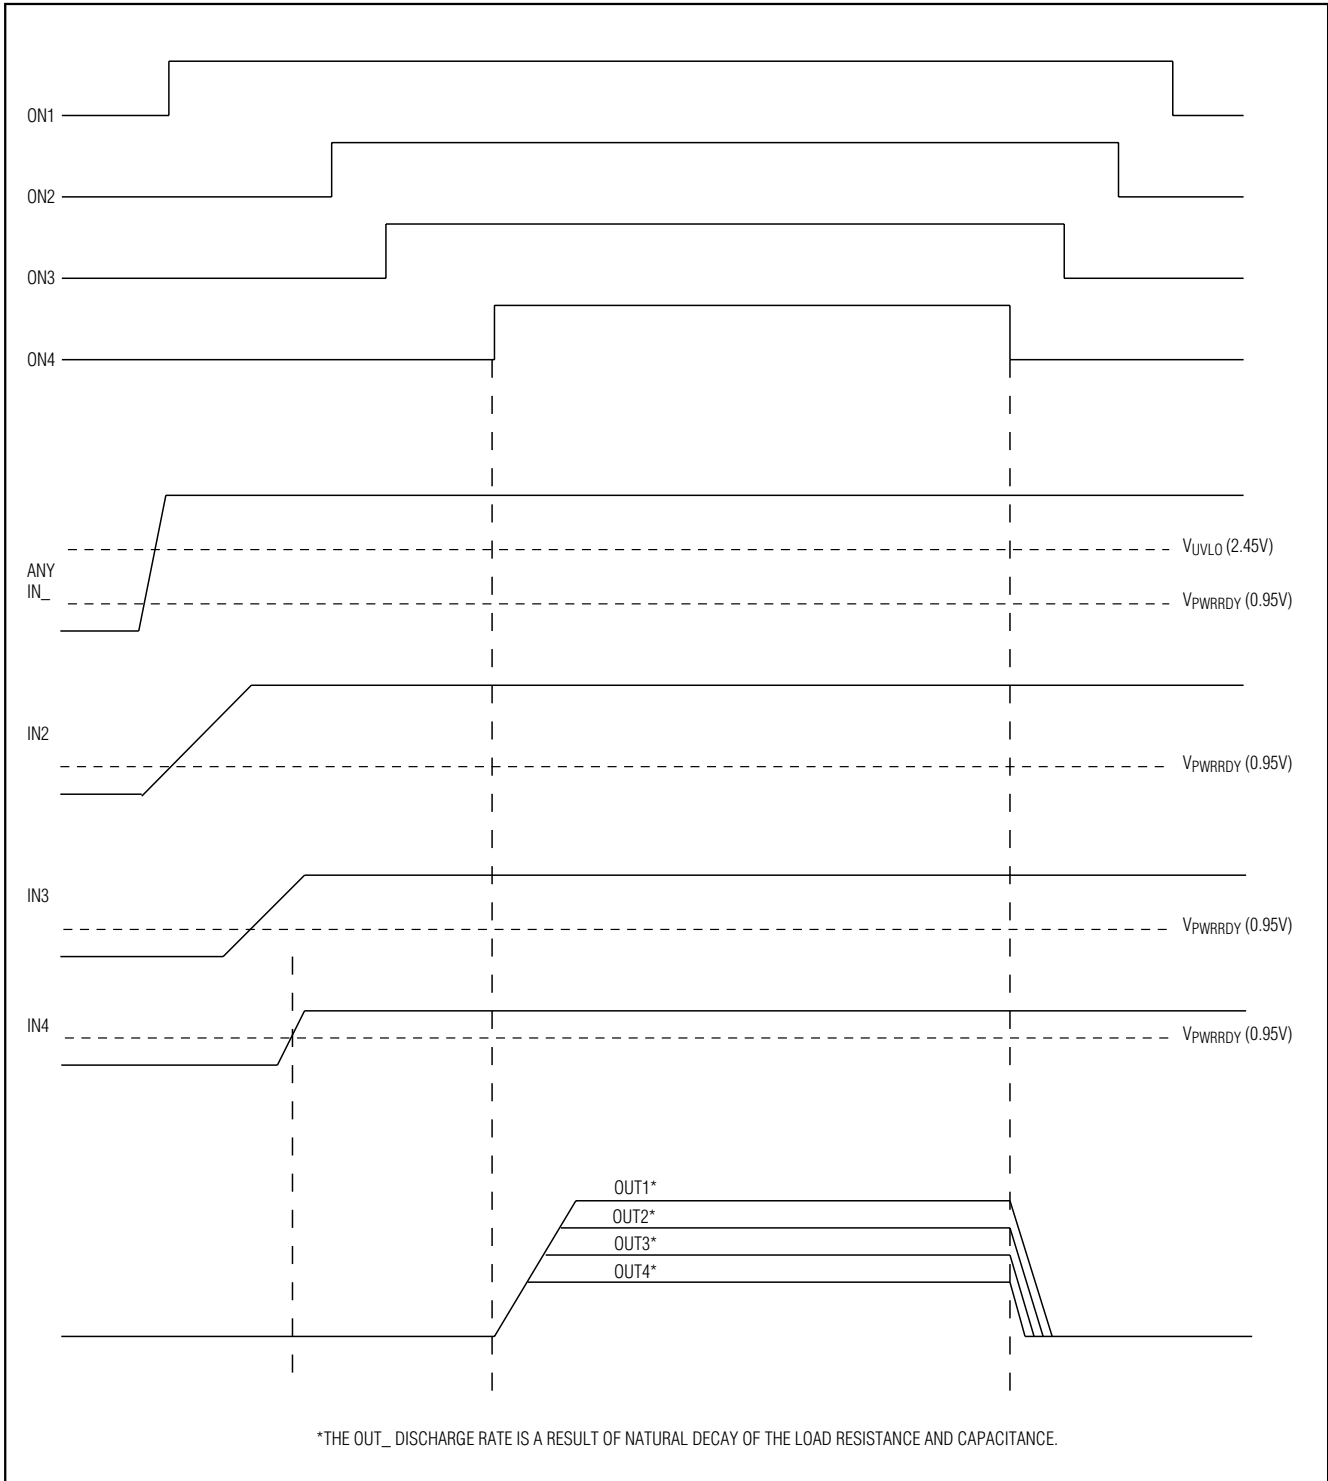 ON1
ON2
ON3
ON4
VUVLO (2.45V)
ANY
IN_
VPWRRDY (0.95V)
IN2
VPWRRDY (0.95V)
IN3
VPWRRDY (0.95V)
IN4
VPWRRDY (0.95V)
OUT1*
OUT2*
OUT3*
OUT4*
*THE OUT_ DISCHARGE RATE IS A RESULT OF NATURAL DECAY OF THE LOAD RESISTANCE AND CAPACITANCE.